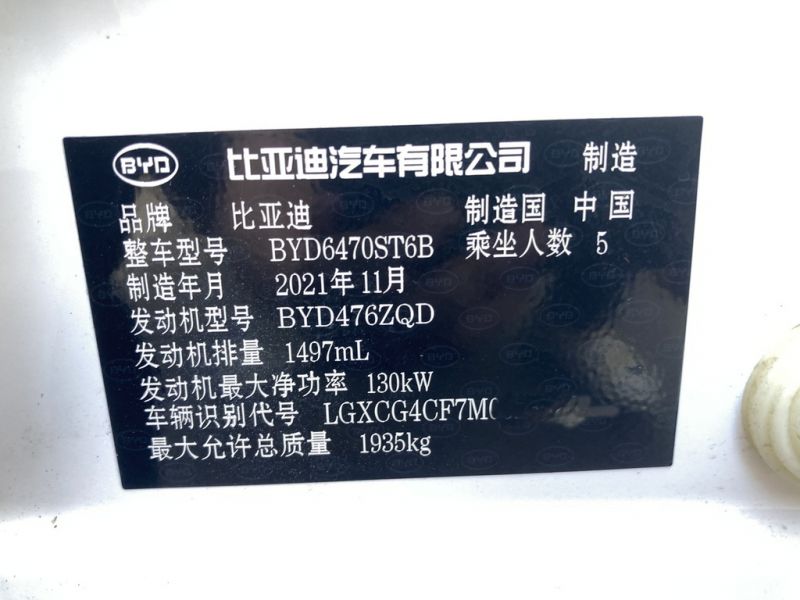 BYD 比亚迪汽车有限公司 制造
品牌 比亚迪 制造国 中国
整车型号 BYD6470ST6B 乘坐人数 5
制造年月 2021年11月
发动机型号 BYD476ZQD
发动机排量 1497mL
发动机最大净功率 130kW
车辆识别代号 LGXCG4CF7M
最大允许总质量 1935kg